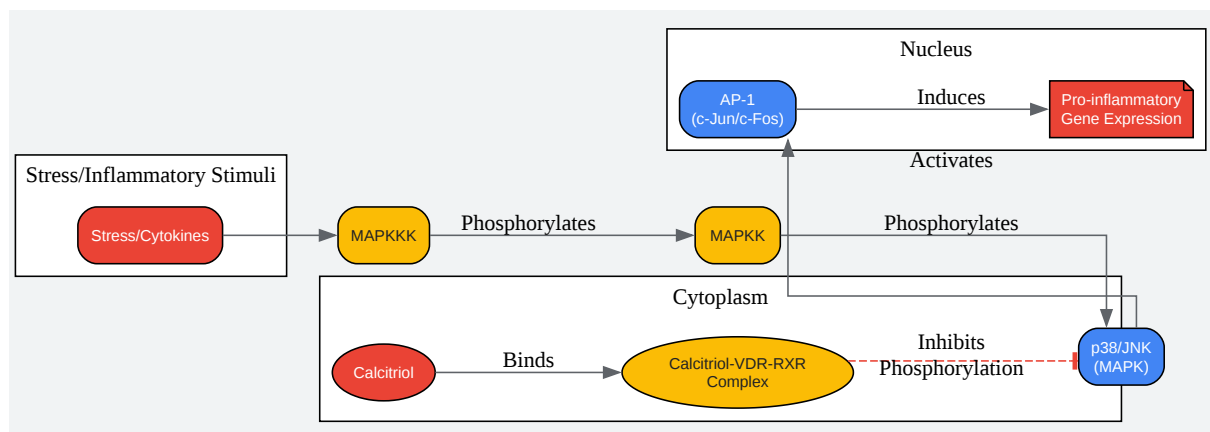 Nucleus
AP-1
(c-Jun/c-Fos)
Induces
Pro-inflammatory
Gene Expression
Activates
Stress/Inflammatory Stimuli
Stress/Cytokines
MAPKKK
Phosphorylates
MAPKK
Phosphorylates
Cytoplasm
Calcitriol
Binds
Calcitriol-VDR-RXR
Complex
Inhibits
Phosphorylation
p38/JNK
(MAPK)